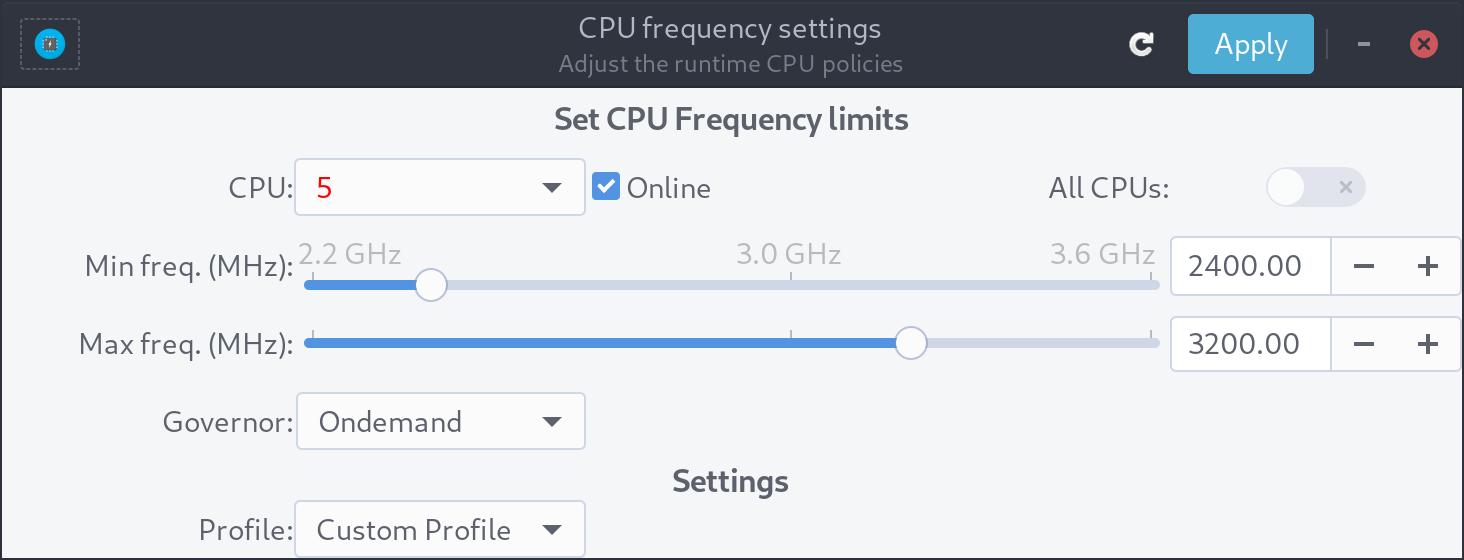 CPU frequency settings
Adjust the runtime CPU policies
Apply
Set CPU Frequency limits
CPU: 5 Online All CPUs:
2.2 GHz 3.0 GHz 3.6 GHz
Min freq. (MHz): 2400.00
Max freq. (MHz): 3200.00
Governor: Ondemand
Settings
Profile: Custom Profile